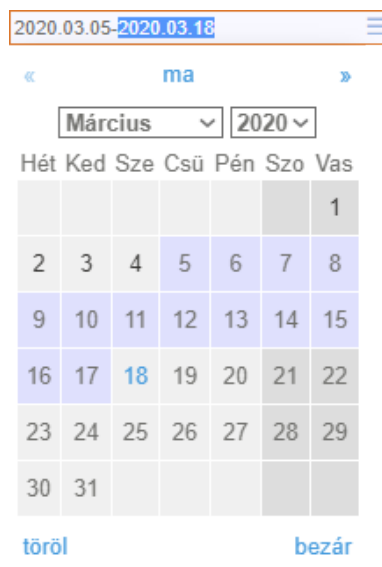 2020.03.05-2020.03.18
« ma »
Március 2020
Hét Ked Sze Csü Pén Szo Vas
1
2 3 4 5 6 7 8
9 10 11 12 13 14 15
16 17 18 19 20 21 22
23 24 25 26 27 28 29
30 31
töröl bezár